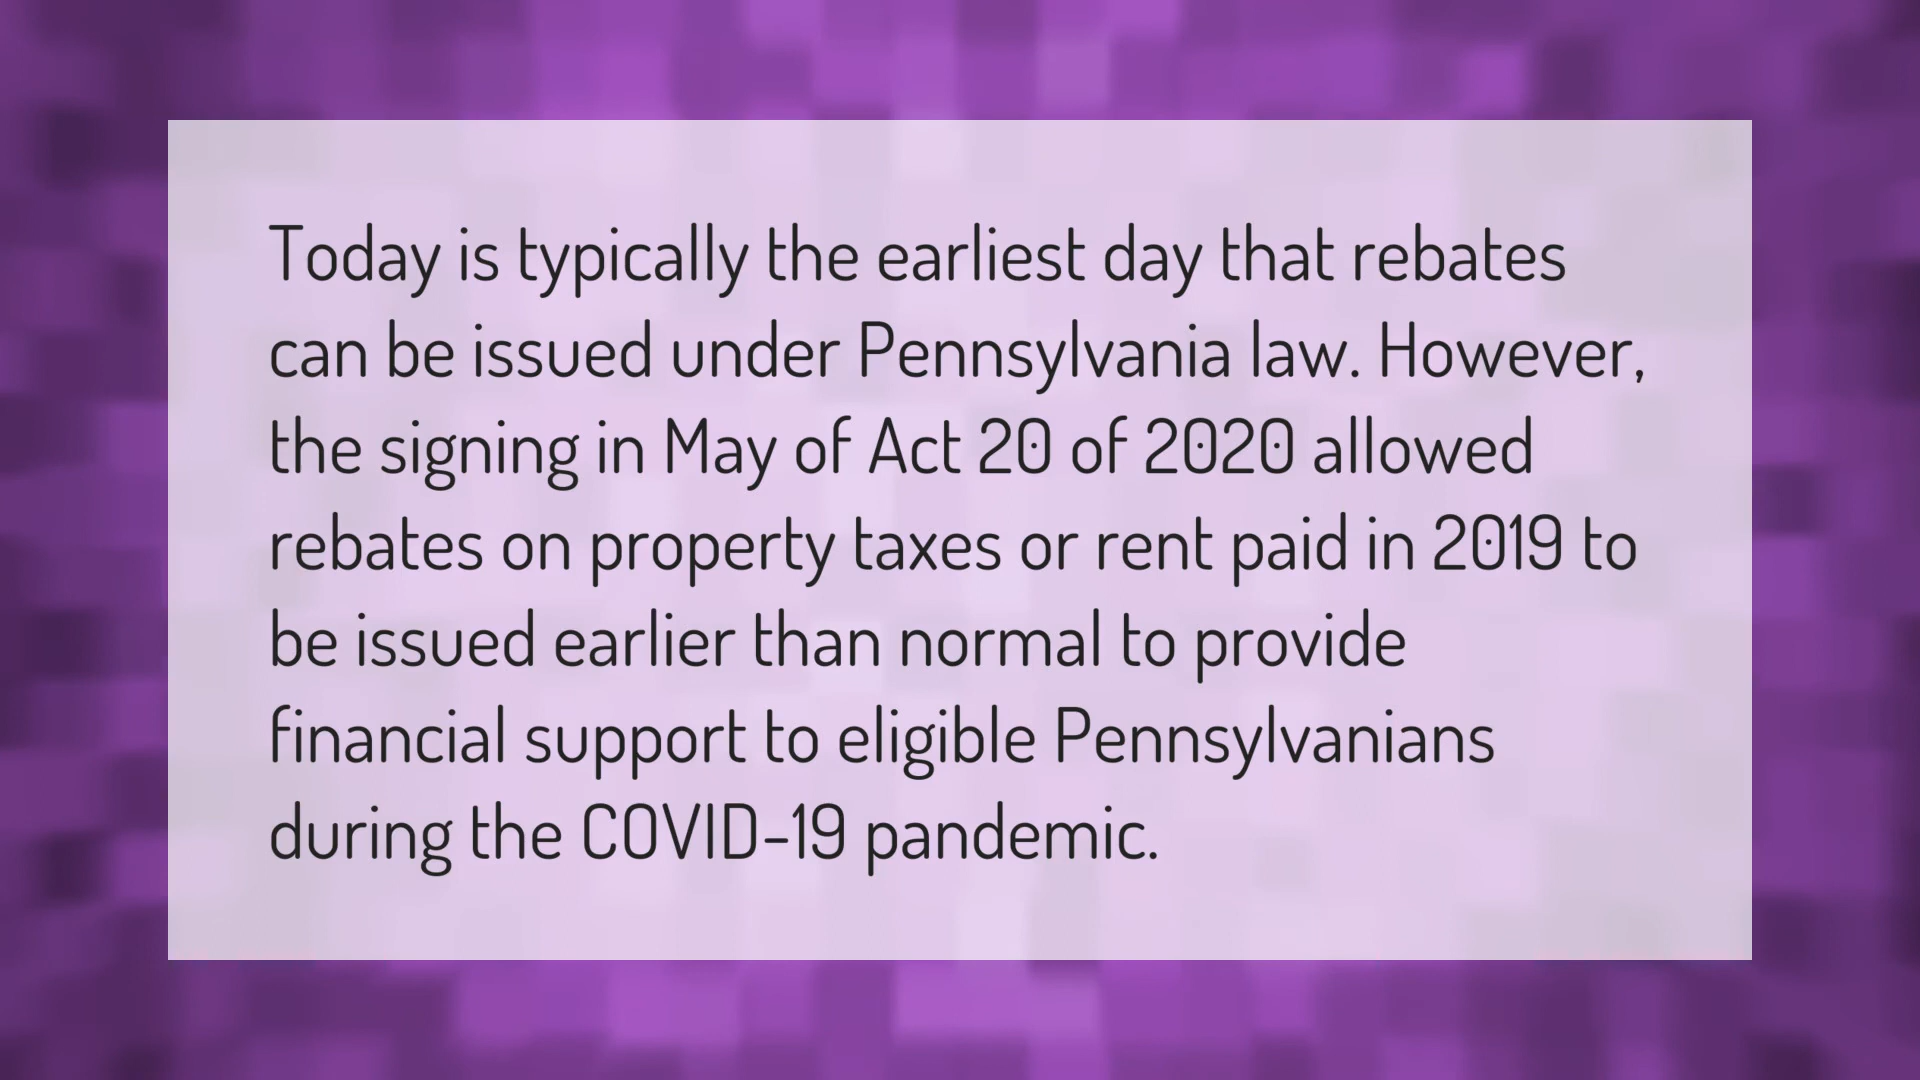 Today is typically the earliest day that rebates
can be issued under Pennsylvania law. However,
the signing in May of Act 20 of 2020 allowed
rebates on property taxes or rent paid in 2019 to
be issued earlier than normal to provide
financial support to eligible Pennsylvanians
during the COVID-19 pandemic.